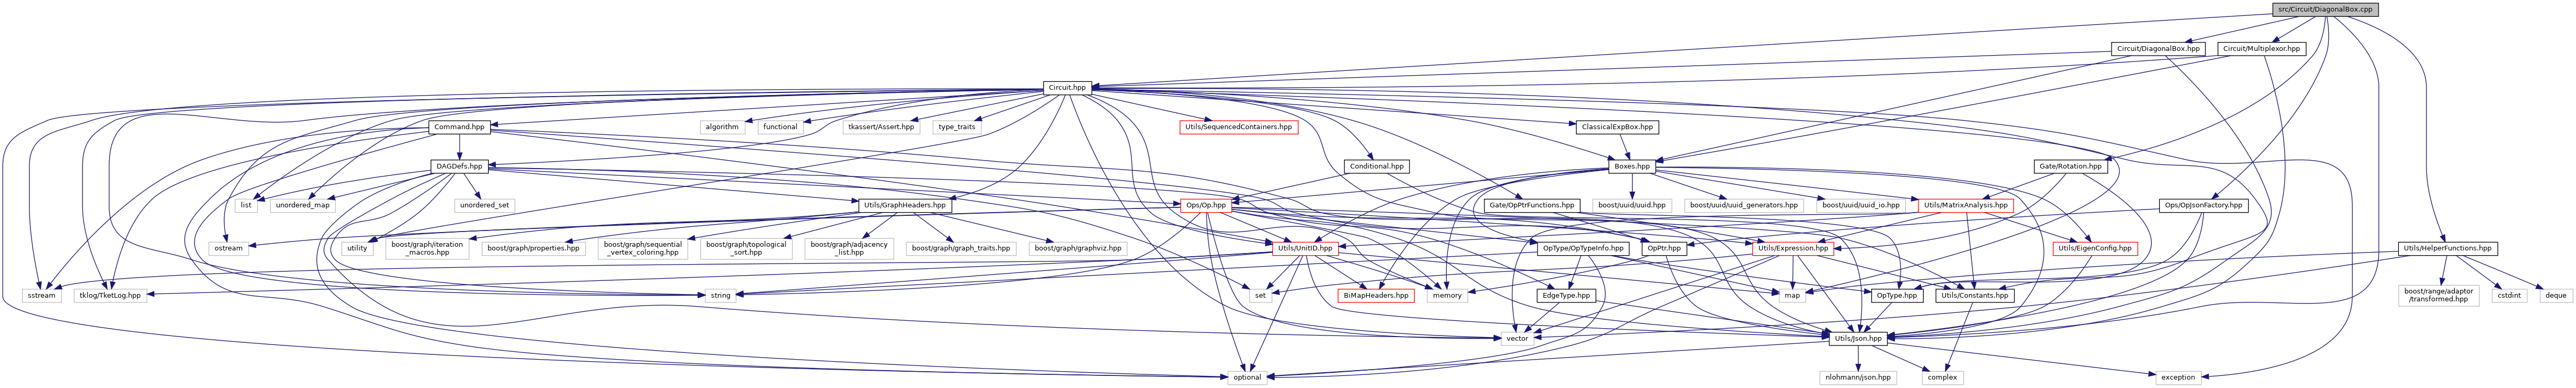 src/Circuit/DiagonalBox.cpp
Circuit/DiagonalBox.hpp
Circuit/Multiplexor.hpp
Circuit.hpp
Command.hpp
algorithm
functional
tkassert/Assert.hpp
type_traits
Utils/SequencedContainers.hpp
ClassicalExpBox.hpp
DAGDefs.hpp
Conditional.hpp
Boxes.hpp
Gate/Rotation.hpp
list
unordered_map
unordered_set
Utils/GraphHeaders.hpp
Ops/Op.hpp
Gate/OpPtrFunctions.hpp
boost/uuid/uuid.hpp
boost/uuid/uuid_generators.hpp
boost/uuid/uuid_io.hpp
Utils/MatrixAnalysis.hpp
Ops/OpJsonFactory.hpp
ostream
utility
boost/graph/iteration
_macros.hpp
boost/graph/properties.hpp
boost/graph/sequential
_vertex_coloring.hpp
boost/graph/topological
_sort.hpp
boost/graph/adjacency
_list.hpp
boost/graph/graph_traits.hpp
boost/graph/graphviz.hpp
Utils/UnitID.hpp
OpType/OpTypeInfo.hpp
OpPtr.hpp
Utils/Expression.hpp
Utils/EigenConfig.hpp
Utils/HelperFunctions.hpp
sstream
tklog/TketLog.hpp
string
set
BiMapHeaders.hpp
memory
EdgeType.hpp
map
OpType.hpp
Utils/Constants.hpp
boost/range/adaptor
/transformed.hpp
cstdint
deque
vector
Utils/Json.hpp
optional
nlohmann/json.hpp
complex
exception